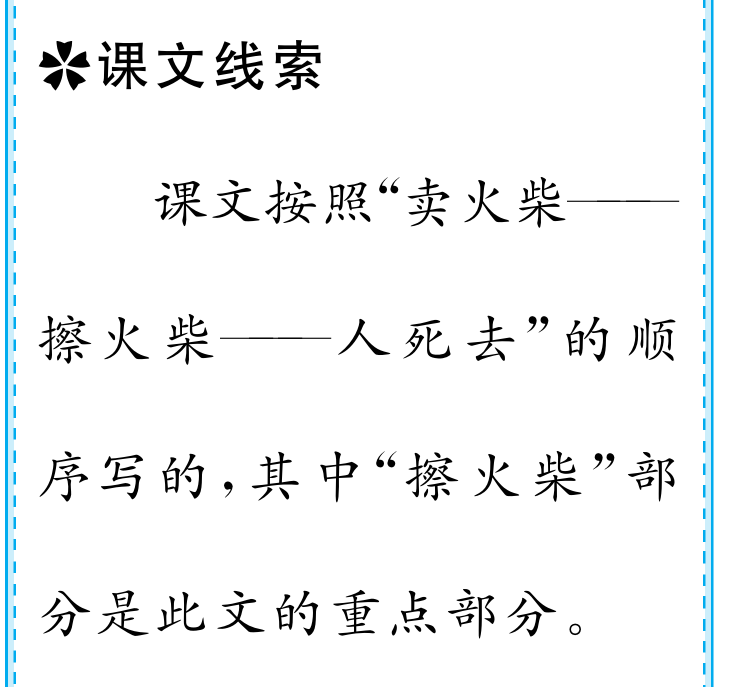 课文线索
课文按照“卖火柴——
擦火柴——人死去”的顺
序写的，其中“擦火柴”部
分是此文的重点部分。